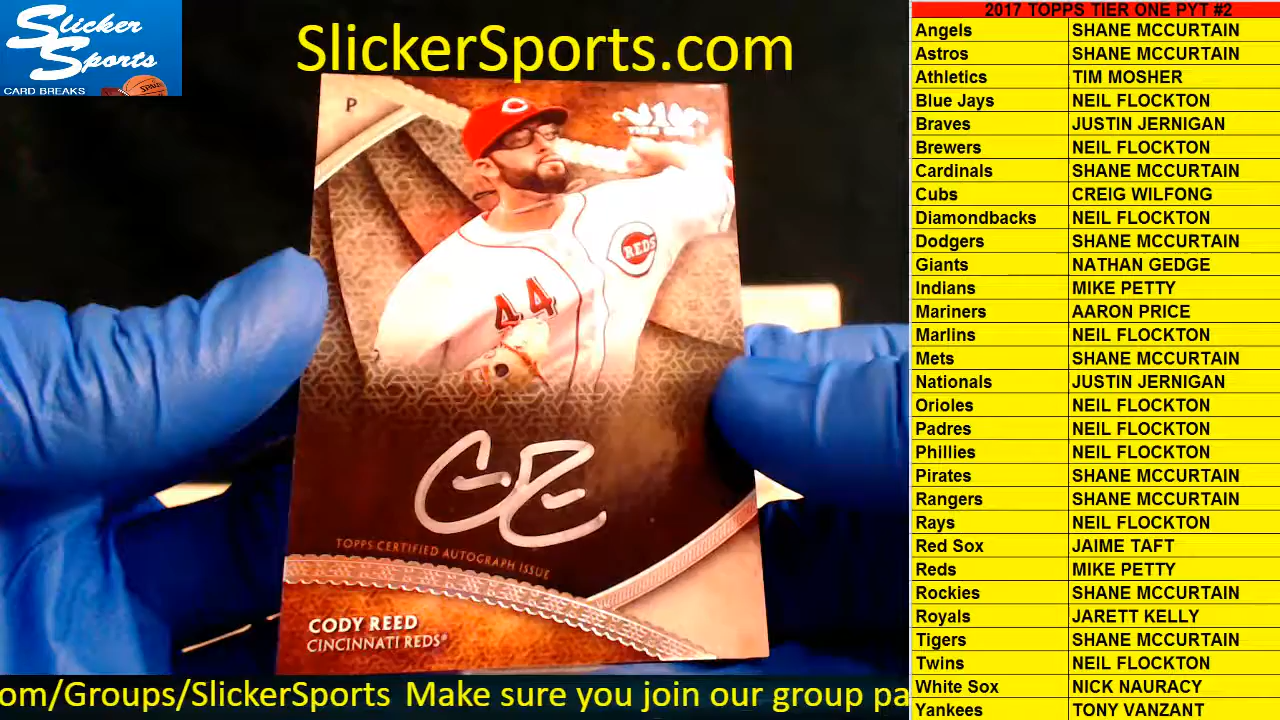 Slicker
Sports
CARD BREAKS
SPALDING
SlickerSports.com
P
1
TIER ONE
REDS
44
TOPPS CERTIFIED AUTOGRAPH ISSUE
CODY REED
CINCINNATI REDS®
om/Groups/SlickerSports Make sure you join our group pa
2017 TOPPS TIER ONE PYT #2
Angels SHANE MCCURTAIN
Astros SHANE MCCURTAIN
Athletics TIM MOSHER
Blue Jays NEIL FLOCKTON
Braves JUSTIN JERNIGAN
Brewers NEIL FLOCKTON
Cardinals SHANE MCCURTAIN
Cubs CREIG WILFONG
Diamondbacks NEIL FLOCKTON
Dodgers SHANE MCCURTAIN
Giants NATHAN GEDGE
Indians MIKE PETTY
Mariners AARON PRICE
Marlins NEIL FLOCKTON
Mets SHANE MCCURTAIN
Nationals JUSTIN JERNIGAN
Orioles NEIL FLOCKTON
Padres NEIL FLOCKTON
Phillies NEIL FLOCKTON
Pirates SHANE MCCURTAIN
Rangers SHANE MCCURTAIN
Rays NEIL FLOCKTON
Red Sox JAIME TAFT
Reds MIKE PETTY
Rockies SHANE MCCURTAIN
Royals JARETT KELLY
Tigers SHANE MCCURTAIN
Twins NEIL FLOCKTON
White Sox NICK NAURACY
Yankees TONY VANZANT